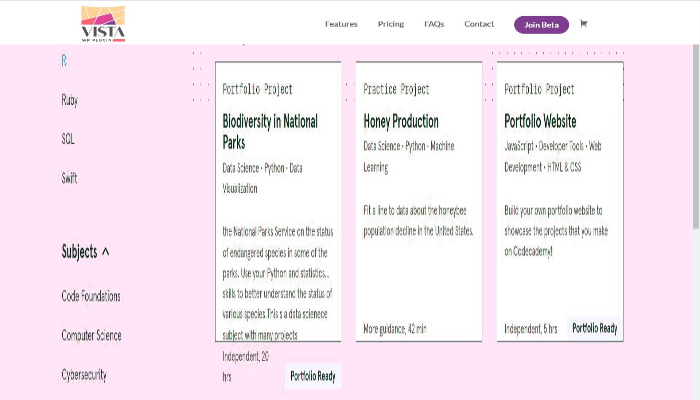 VISTA
WP PLUGIN
Features
Pricing
FAQs
Contact
Join Beta
R
Ruby
SQL
Swift
Subjects
Code Foundations
Computer Science
Cybersecurity
Portfolio Project
Biodiversity in National
Parks
Data Science • Python • Data
Visualization
the National Parks Service on the status
of endangered species in some of the
parks. Use your Python and statistics...
skills to better understand the status of
various species.This s a data scienece
subject with many projects
Independent, 20
hrs
Portfolio Ready
Practice Project
Honey Production
Data Science • Python • Machine
Learning
Fit a line to data about the honeybee
population decline in the United States.
More guidance, 42 min
Portfolio Project
Portfolio Website
JavaScript • Developer Tools • Web
Development • HTML & CSS
Build your own portfolio website to
showcase the projects that you make
on Codecademy!
Independent, 5 hrs
Portfolio Ready